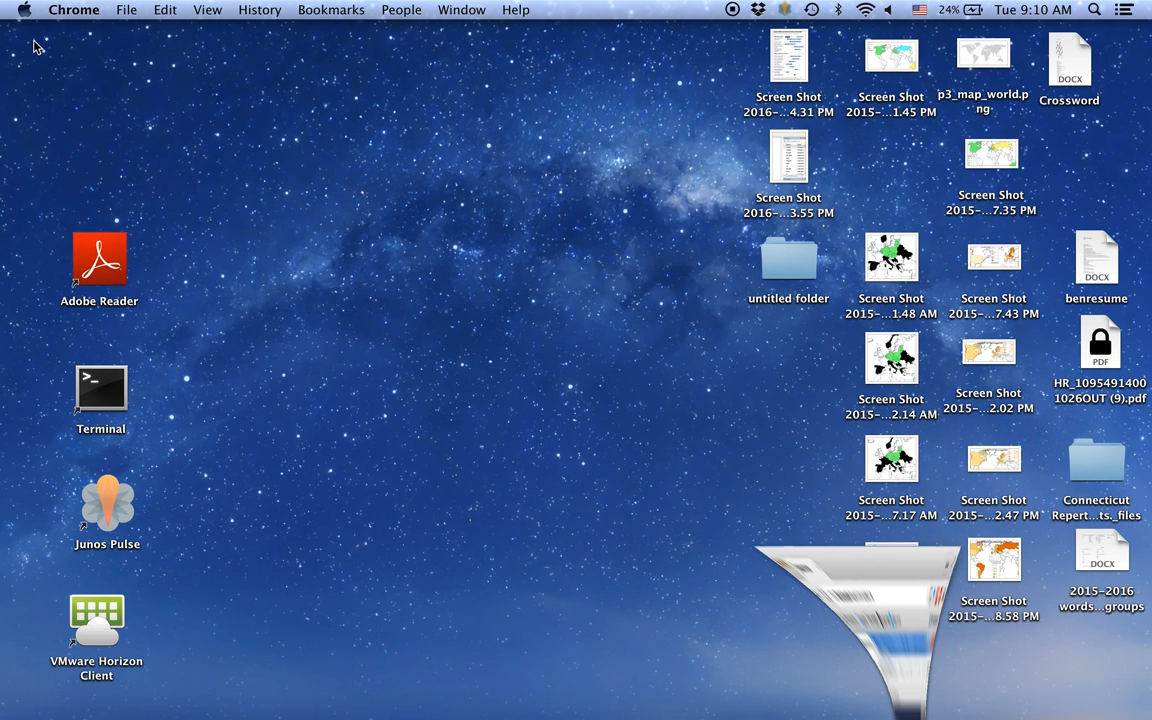 Chrome File Edit View History Bookmarks People Window Help 24% Tue 9:10 AM
Screen Shot
2016-...4.31 PM
Screen Shot
2015-...1.45 PM
p3_map_world.p
ng
DOCX
Crossword
Screen Shot
2016-...3.55 PM
Screen Shot
2015-...7.35 PM
Adobe Reader
untitled folder
Screen Shot
2015-...1.48 AM
Screen Shot
2015-...7.43 PM
DOCX
benresume
>_
Terminal
Screen Shot
2015-...2.14 AM
Screen Shot
2015-...2.02 PM
PDF
HR_1095491400
1026OUT (9).pdf
Junos Pulse
Screen Shot
2015-...7.17 AM
Screen Shot
2015-...2.47 PM
Connecticut
Repert...ts._files
VMware Horizon
Client
Screen Shot
2015-...8.58 PM
DOCX
2015-2016
words...groups